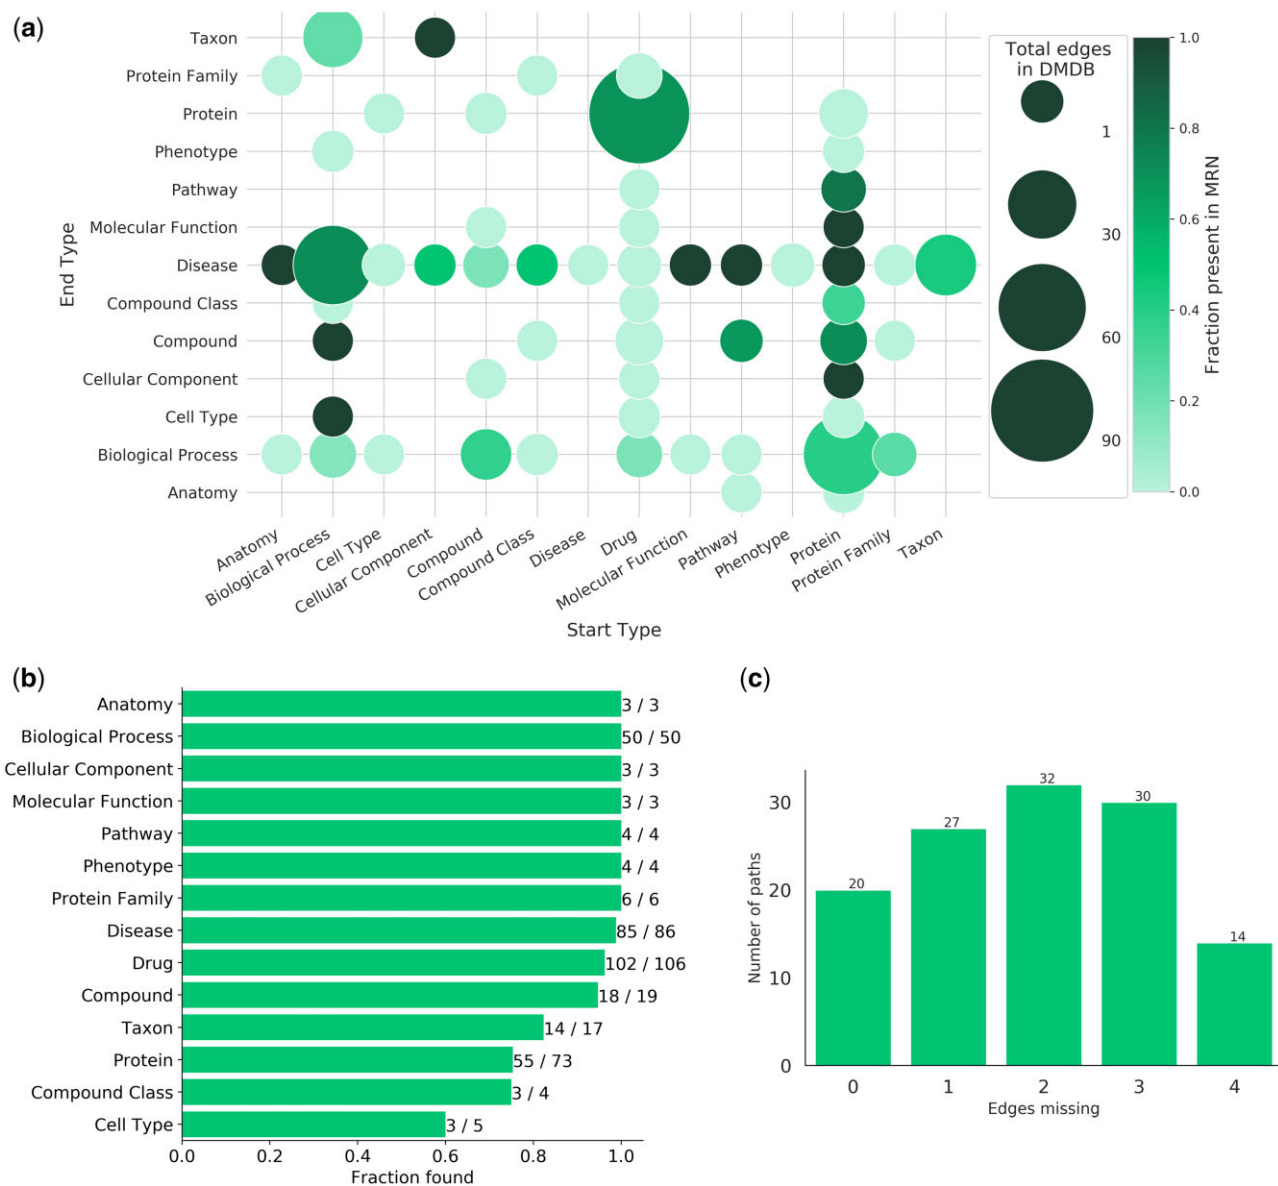 (a)
Taxon
Protein Family
Protein
Phenotype
Pathway
Molecular Function
Disease
Compound Class
Compound
Cellular Component
Cell Type
Biological Process
Anatomy
End Type
Anatomy
Biological Process
Cell Type
Cellular Component
Compound
Compound Class
Disease
Drug
Molecular Function
Pathway
Phenotype
Protein
Protein Family
Taxon
Start Type
Total edges
in DMDB
1
30
60
90
1.0
0.8
0.6
0.4
0.2
0.0
Fraction present in MRN
(b)
Anatomy 3 / 3
Biological Process 50 / 50
Cellular Component 3 / 3
Molecular Function 3 / 3
Pathway 4 / 4
Phenotype 4 / 4
Protein Family 6 / 6
Disease 85 / 86
Drug 102 / 106
Compound 18 / 19
Taxon 14 / 17
Protein 55 / 73
Compound Class 3 / 4
Cell Type 3 / 5
0.0 0.2 0.4 0.6 0.8 1.0
Fraction found
(c)
Number of paths
30
20
10
0
20
27
32
30
14
0 1 2 3 4
Edges missing